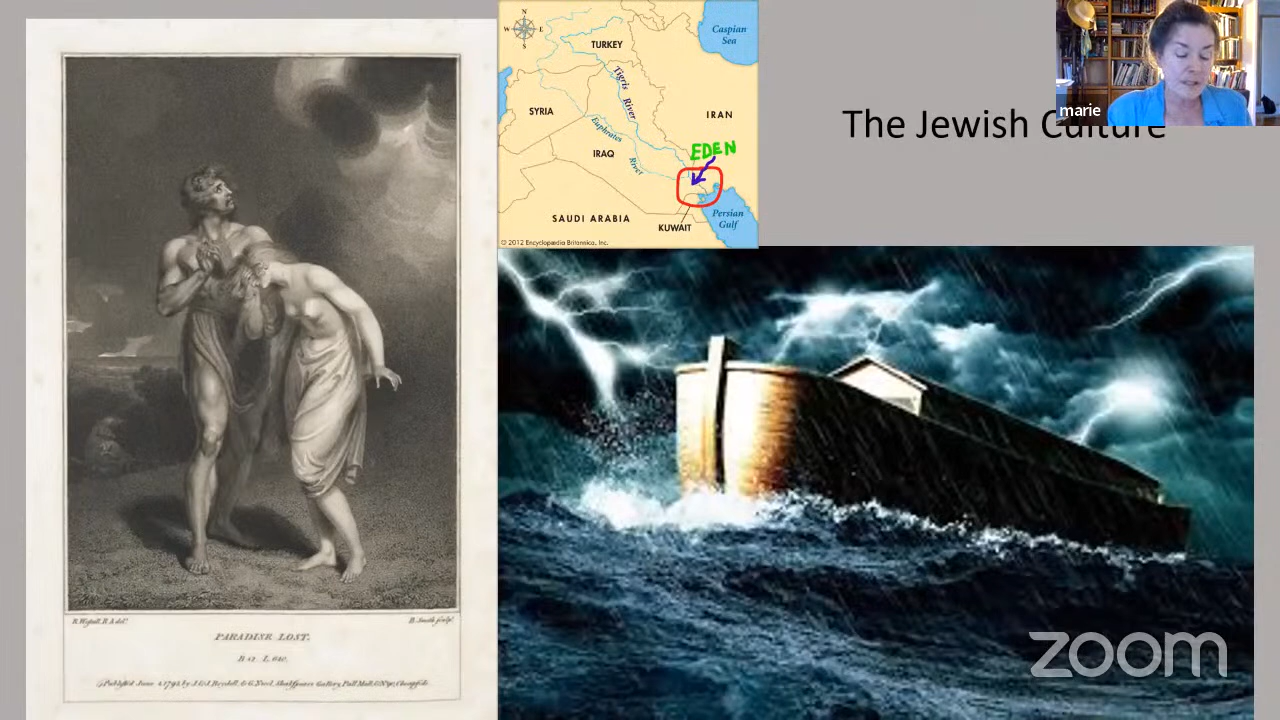 The Jewish Culture
marie
N
W
E
S
TURKEY
Caspian
Sea
Tigris River
SYRIA
IRAN
Euphrates
River
EDEN
IRAQ
SAUDI ARABIA
Persian
Gulf
KUWAIT
© 2012 Encyclopædia Britannica, Inc.
PARADISE LOST.
zoom